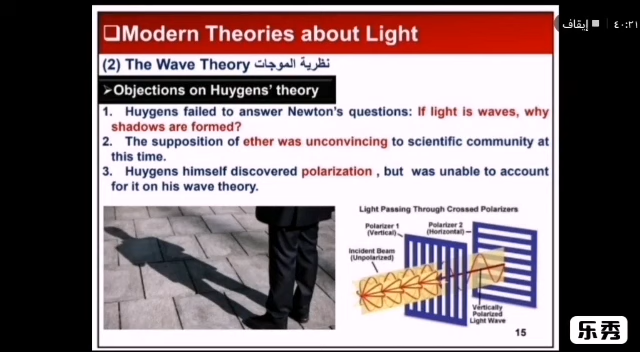 ❑Modern Theories about Light
إيقاف
٤٠:٢١
(2) The Wave Theory نظرية الموجات
➢Objections on Huygens' theory
1. Huygens failed to answer Newton's questions: If light is waves, why
shadows are formed?
2. The supposition of ether was unconvincing to scientific community at
this time.
3. Huygens himself discovered polarization , but was unable to account
for it on his wave theory.
Light Passing Through Crossed Polarizers
Polarizer 1
(Vertical)
Polarizer 2
(Horizontal)
Incident Beam
(Unpolarized)
Vertically
Polarized
Light Wave
15
乐秀